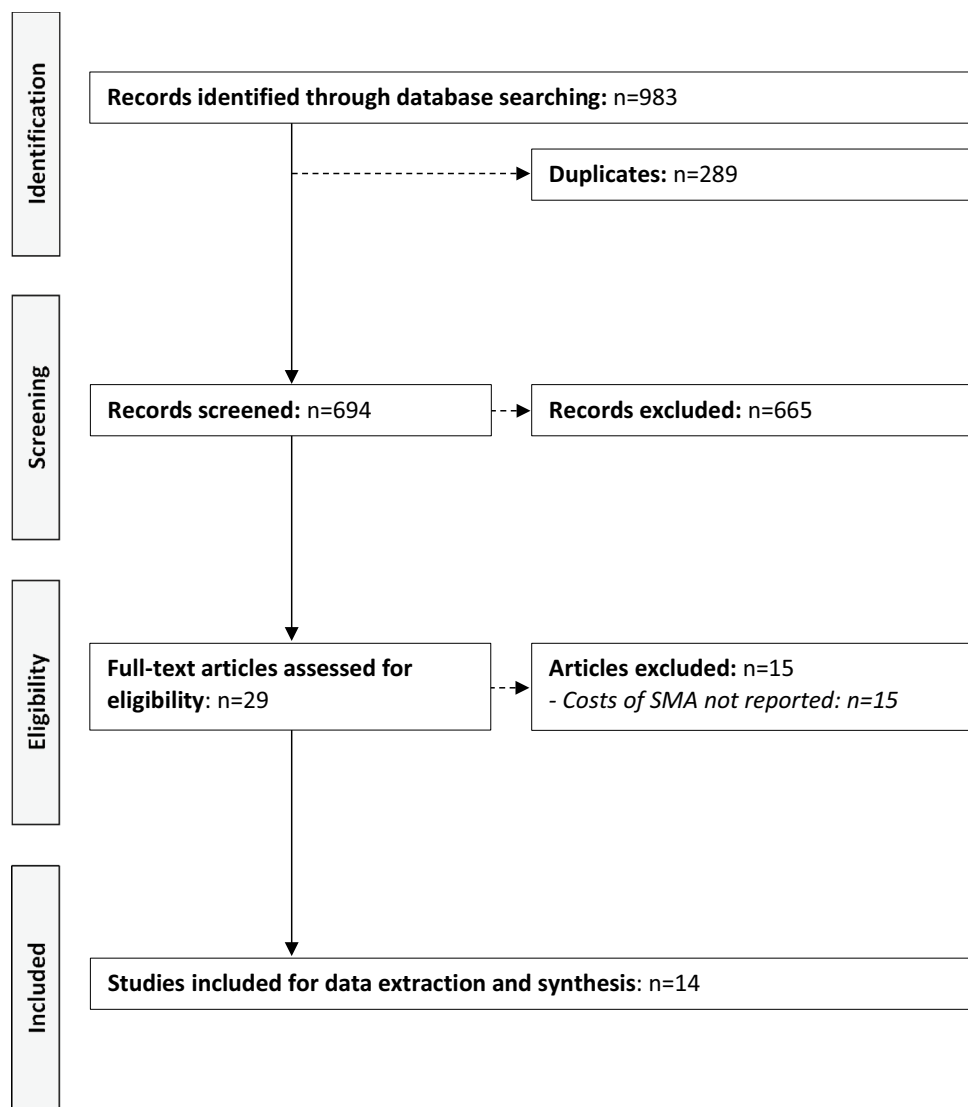 Identification
Records identified through database searching: n=983
Duplicates: n=289
Screening
Records screened: n=694
Records excluded: n=665
Eligibility
Full-text articles assessed for
eligibility: n=29
Articles excluded: n=15
- Costs of SMA not reported: n=15
Included
Studies included for data extraction and synthesis: n=14